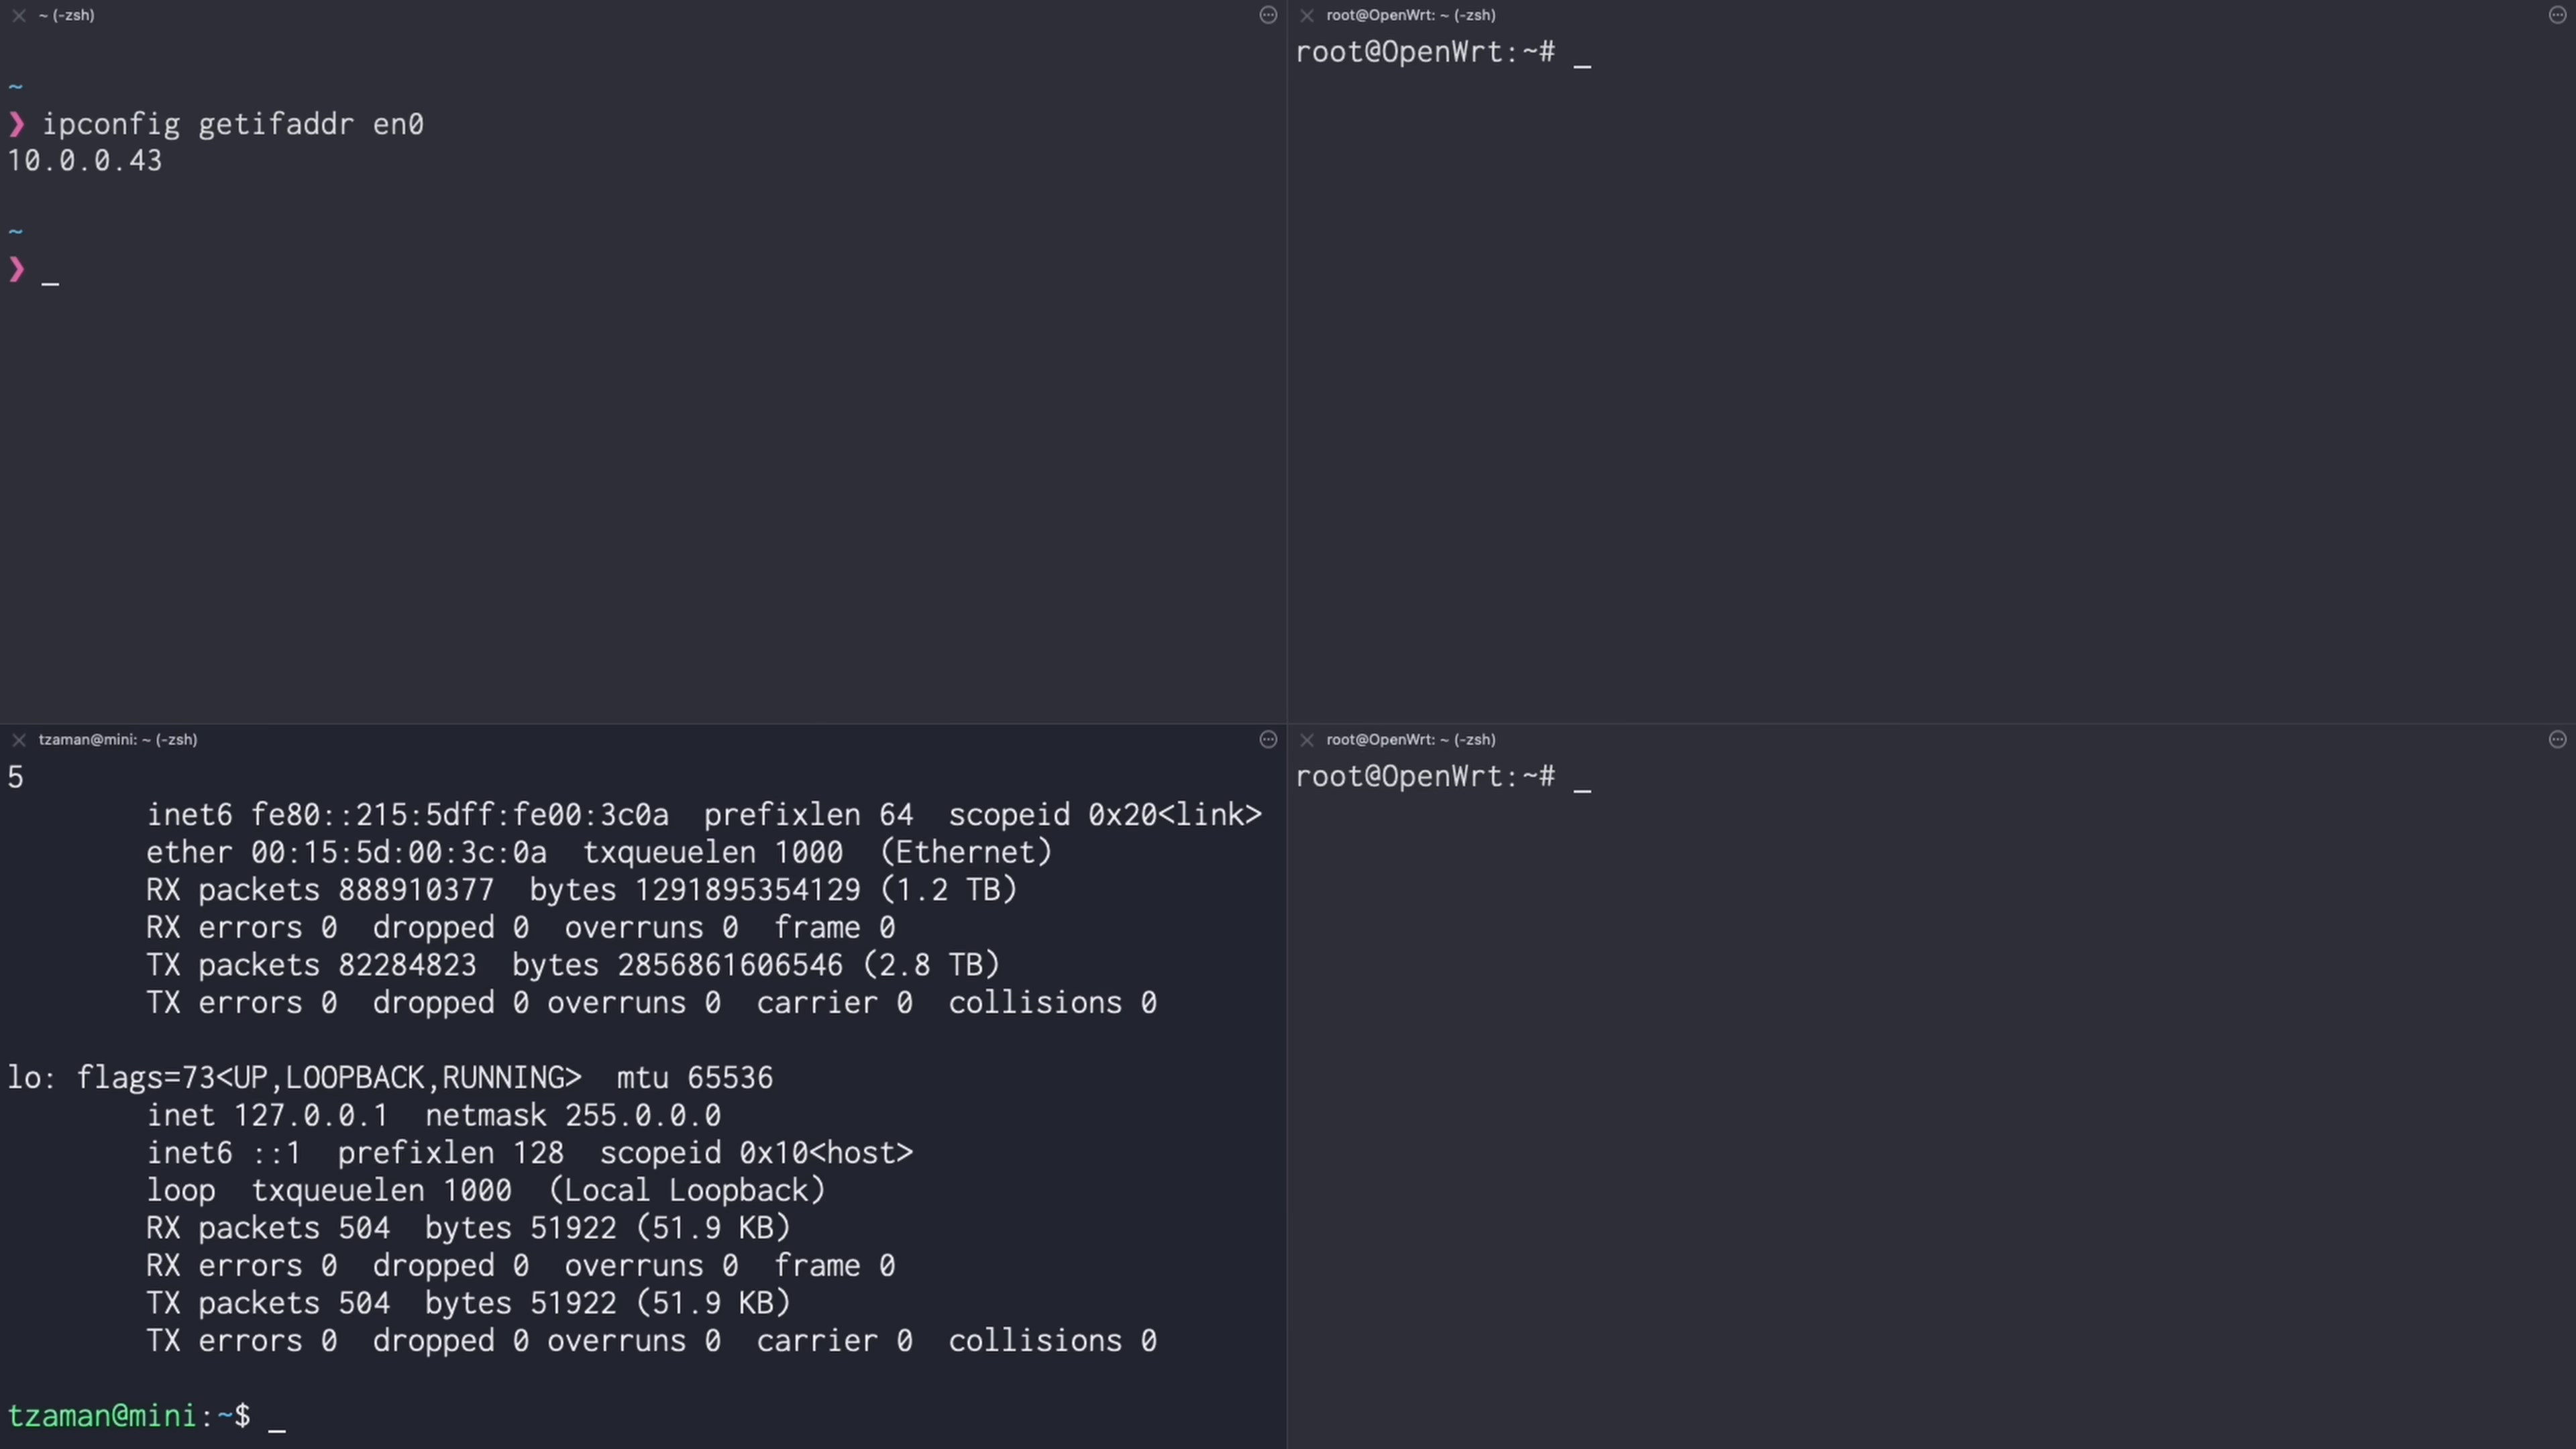 ~ (-zsh)
~
❯ ipconfig getifaddr en0
10.0.0.43
~
❯ _
root@OpenWrt: ~ (-zsh)
root@OpenWrt:~# _
tzaman@mini: ~ (-zsh)
5
inet6 fe80::215:5dff:fe00:3c0a  prefixlen 64  scopeid 0x20<link>
ether 00:15:5d:00:3c:0a  txqueuelen 1000  (Ethernet)
RX packets 888910377  bytes 1291895354129 (1.2 TB)
RX errors 0  dropped 0  overruns 0  frame 0
TX packets 82284823  bytes 2856861606546 (2.8 TB)
TX errors 0  dropped 0 overruns 0  carrier 0  collisions 0
lo: flags=73<UP,LOOPBACK,RUNNING>  mtu 65536
inet 127.0.0.1  netmask 255.0.0.0
inet6 ::1  prefixlen 128  scopeid 0x10<host>
loop  txqueuelen 1000  (Local Loopback)
RX packets 504  bytes 51922 (51.9 KB)
RX errors 0  dropped 0  overruns 0  frame 0
TX packets 504  bytes 51922 (51.9 KB)
TX errors 0  dropped 0 overruns 0  carrier 0  collisions 0
tzaman@mini:~$ _
root@OpenWrt: ~ (-zsh)
root@OpenWrt:~# _